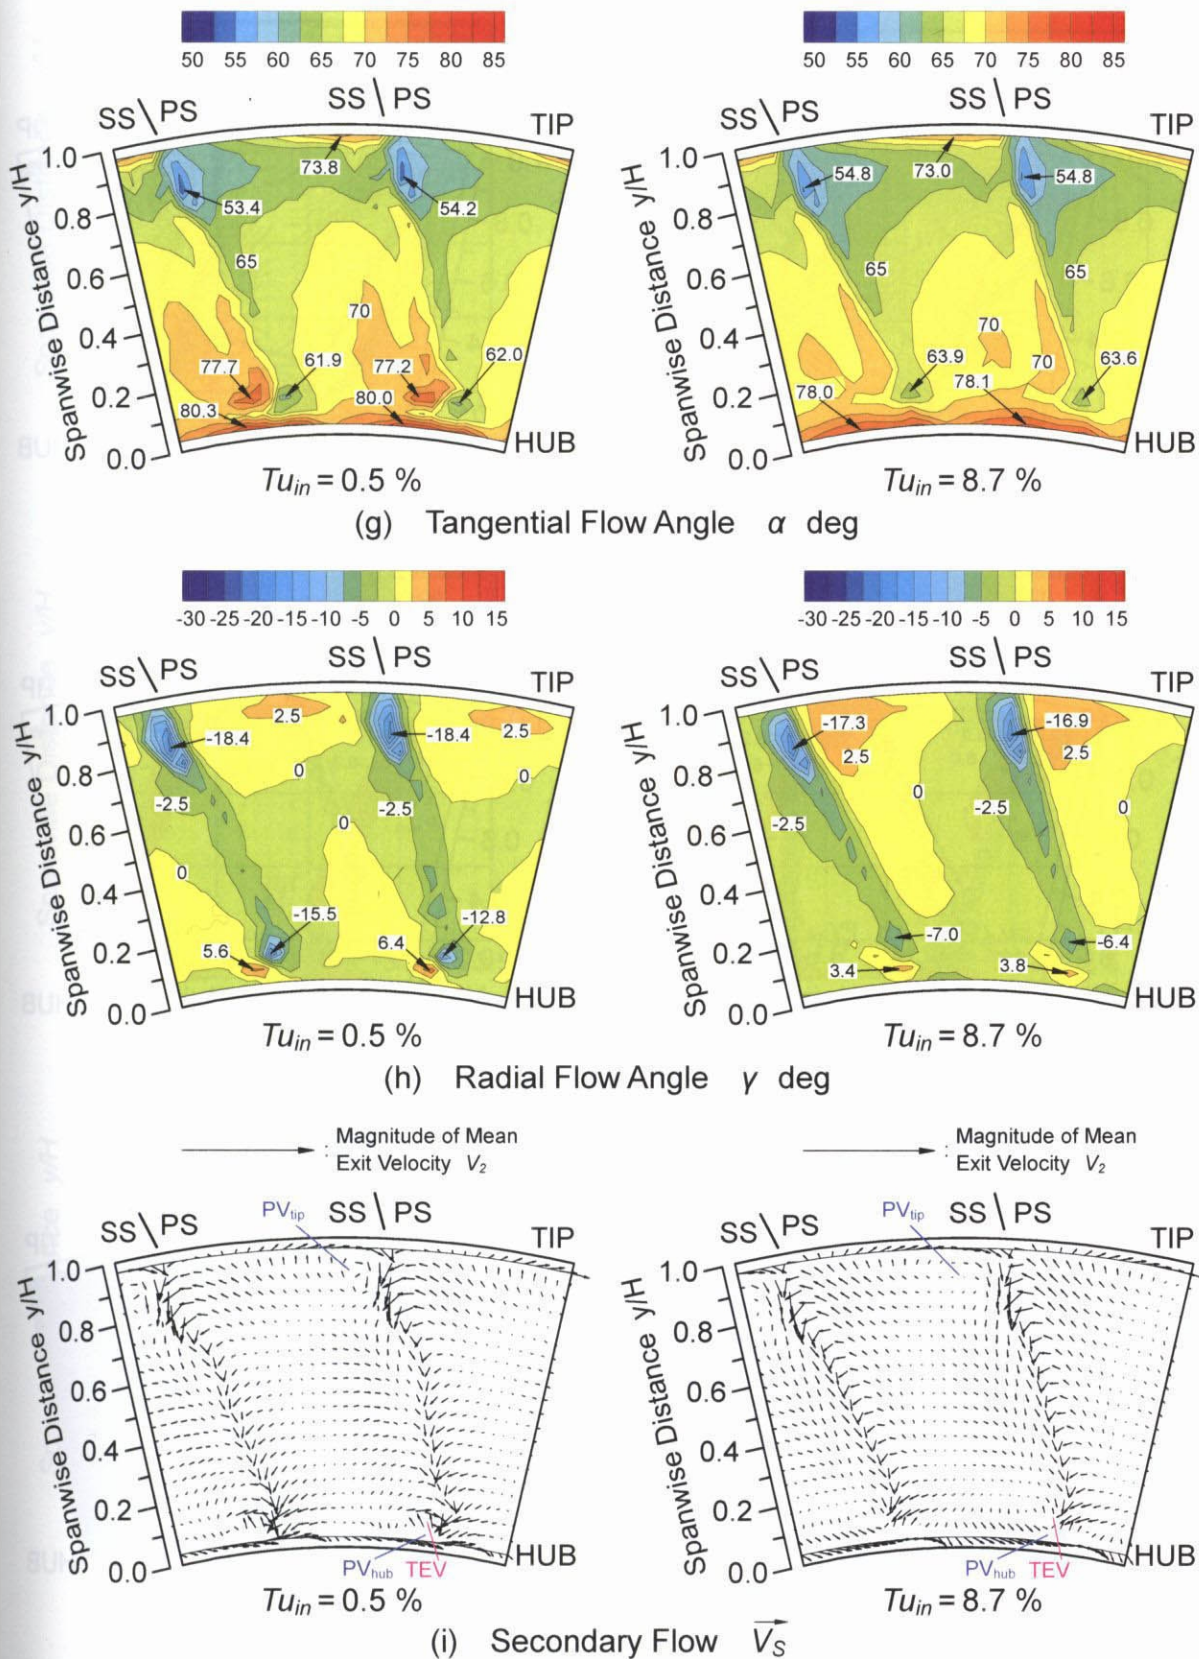 50 55 60 65 70 75 80 85
50 55 60 65 70 75 80 85
SS PS SS PS TIP
SS PS SS PS TIP
1.0
0.8
0.6
0.4
0.2
0.0
Spanwise Distance y/H
73.8
53.4
54.2
65
70
77.7
61.9
77.2
62.0
80.3
80.0
HUB
Tuin = 0.5 %
1.0
0.8
0.6
0.4
0.2
0.0
Spanwise Distance y/H
73.0
54.8
54.8
65
65
70
70
63.9
63.6
78.0
78.1
HUB
Tuin = 8.7 %
(g) Tangential Flow Angle α deg
-30 -25 -20 -15 -10 -5 0 5 10 15
-30 -25 -20 -15 -10 -5 0 5 10 15
SS PS SS PS TIP
SS PS SS PS TIP
1.0
0.8
0.6
0.4
0.2
0.0
Spanwise Distance y/H
2.5
2.5
-18.4
-18.4
0
0
-2.5
-2.5
0
0
-15.5
-12.8
5.6
6.4
HUB
Tuin = 0.5 %
1.0
0.8
0.6
0.4
0.2
0.0
Spanwise Distance y/H
-17.3
-16.9
2.5
2.5
0
0
-2.5
-2.5
-7.0
-6.4
3.4
3.8
HUB
Tuin = 8.7 %
(h) Radial Flow Angle γ deg
: Magnitude of Mean
Exit Velocity V2
: Magnitude of Mean
Exit Velocity V2
SS PS PVtip SS PS TIP
SS PS PVtip SS PS TIP
1.0
0.8
0.6
0.4
0.2
0.0
Spanwise Distance y/H
PVhub TEV
HUB
Tuin = 0.5 %
1.0
0.8
0.6
0.4
0.2
0.0
Spanwise Distance y/H
PVhub TEV
HUB
Tuin = 8.7 %
(i) Secondary Flow VS